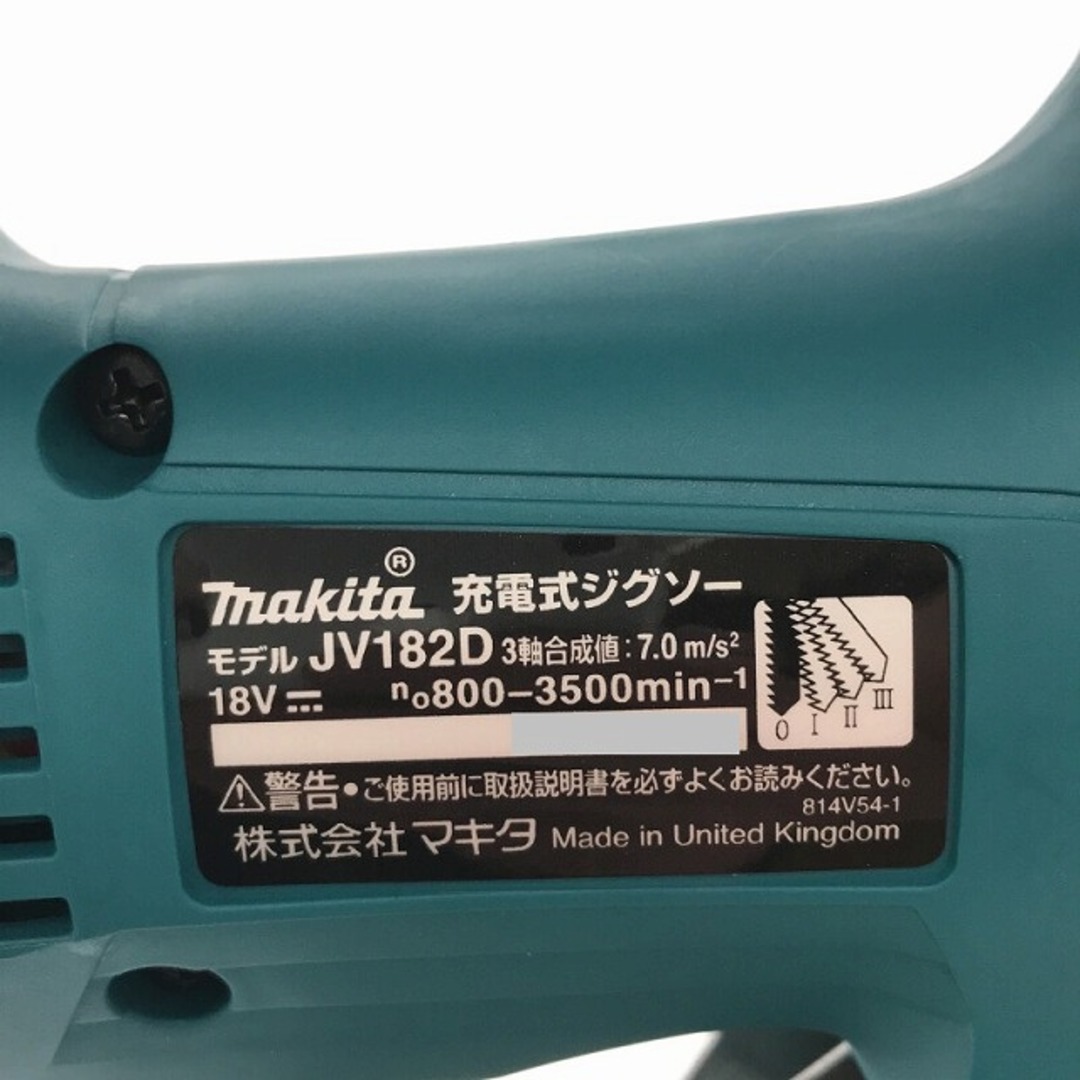 makita® 充電式ジグソー
モデル JV182D 3軸合成値:7.0 m/s²
18V⎓ no800–3500min⁻¹
0 I II III
⚠警告・ご使用前に取扱説明書を必ずよくお読みください。
814V54-1
株式会社マキタ Made in United Kingdom